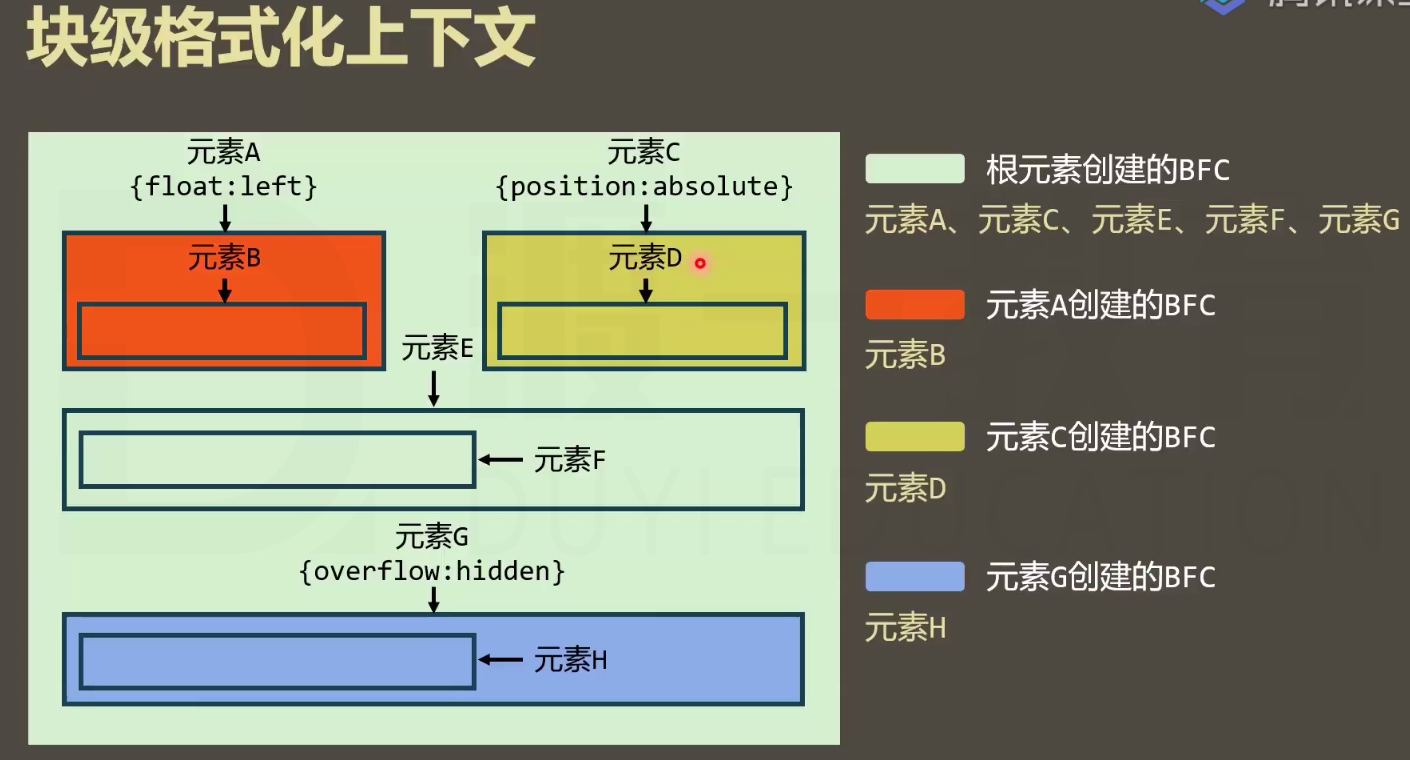 块级格式化上下文
元素A
{float:left}
元素B
元素C
{position:absolute}
元素D
元素E
元素F
元素G
{overflow:hidden}
元素H
根元素创建的BFC
元素A、元素C、元素E、元素F、元素G
元素A创建的BFC
元素B
元素C创建的BFC
元素D
元素G创建的BFC
元素H
DUYI EDUCATION